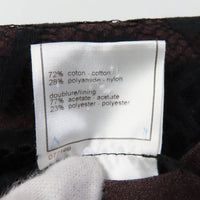 72% coton - cotton
28% polyamide - nylon
doublure/lining
77% acetate - acetate
23% polyester - polyester